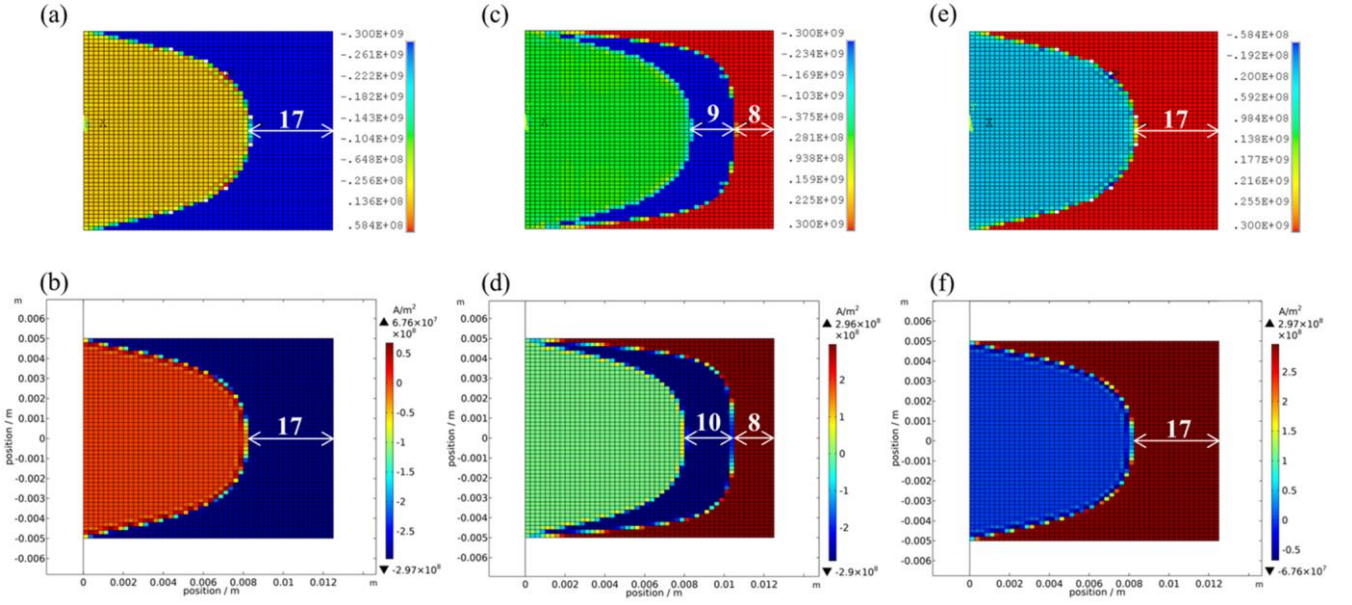 (a)
-.300E+09
-.261E+09
-.222E+09
-.182E+09
-.143E+09
-.104E+09
-.648E+08
-.256E+08
.136E+08
.584E+08
X
17
(c)
-.300E+09
-.234E+09
-.169E+09
-.103E+09
-.375E+08
.281E+08
.938E+08
.159E+09
.225E+09
.300E+09
X
9
8
(e)
-.584E+08
-.192E+08
.200E+08
.592E+08
.984E+08
.138E+09
.177E+09
.216E+09
.255E+09
.300E+09
X
17
(b)
m
0.006
0.005
0.004
0.003
0.002
0.001
0
-0.001
-0.002
-0.003
-0.004
-0.005
-0.006
position / m
17
0 0.002 0.004 0.006 0.008 0.01 0.012 m
position / m
A/m²
▲ 6.76×10⁷
×10⁸
0.5
0
-0.5
-1
-1.5
-2
-2.5
▼ -2.97×10⁸
(d)
m
0.006
0.005
0.004
0.003
0.002
0.001
0
-0.001
-0.002
-0.003
-0.004
-0.005
-0.006
position / m
10
8
0 0.002 0.004 0.006 0.008 0.01 0.012 m
position / m
A/m²
▲ 2.96×10⁸
×10⁸
2
1
0
-1
-2
▼ -2.9×10⁸
(f)
m
0.006
0.005
0.004
0.003
0.002
0.001
0
-0.001
-0.002
-0.003
-0.004
-0.005
-0.006
position / m
17
0 0.002 0.004 0.006 0.008 0.01 0.012 m
position / m
A/m²
▲ 2.97×10⁸
×10⁸
2.5
2
1.5
1
0.5
0
-0.5
▼ -6.76×10⁷